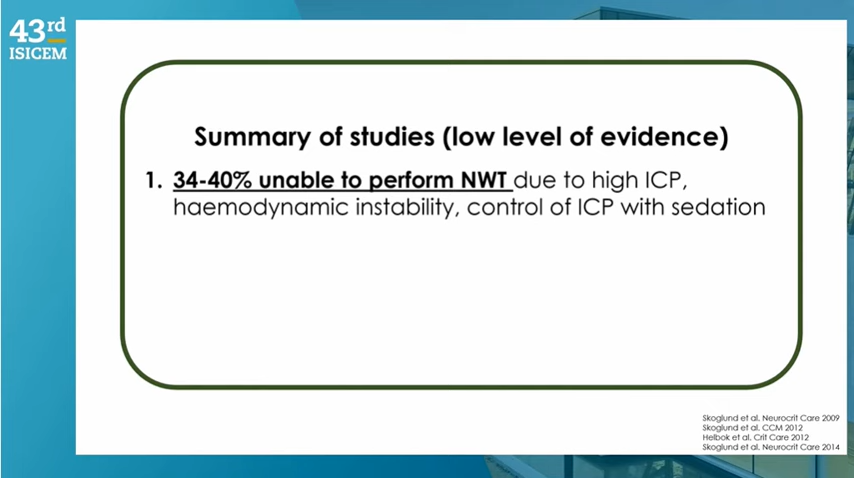 43rd
ISICEM
Summary of studies (low level of evidence)
1. 34-40% unable to perform NWT due to high ICP,
haemodynamic instability, control of ICP with sedation
Skoglund et al. Neurocrit Care 2009
Skoglund et al. CCM 2012
Helbok et al. Crit Care 2012
Skoglund et al. Neurocrit Care 2014